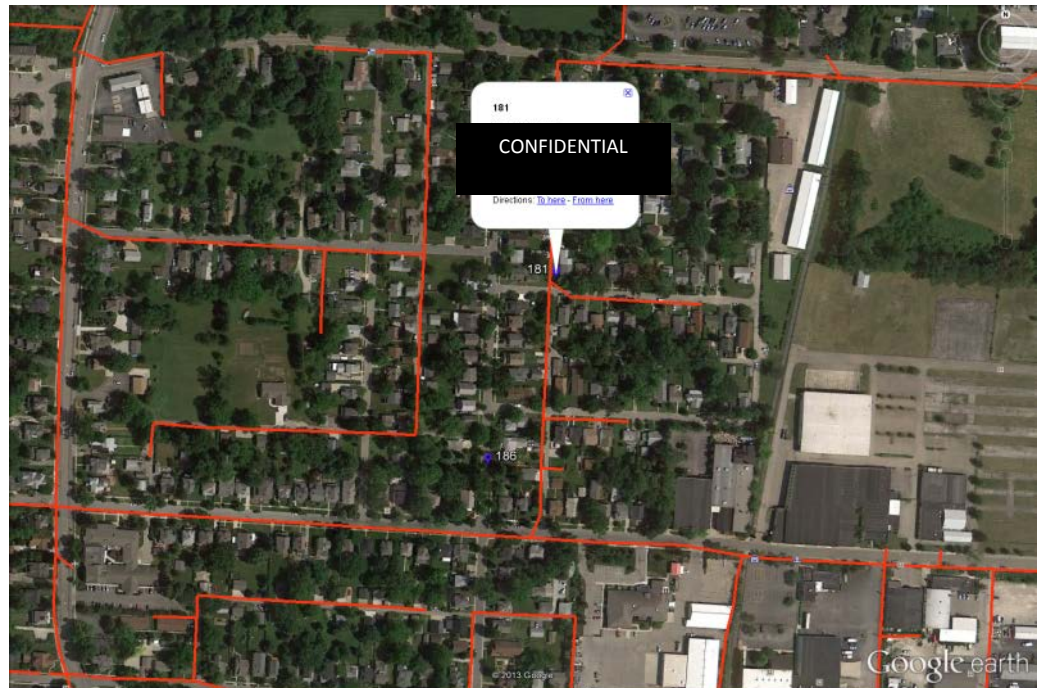 181
CONFIDENTIAL
Directions: To here - From here
181
186
© 2013 Google
Google earth